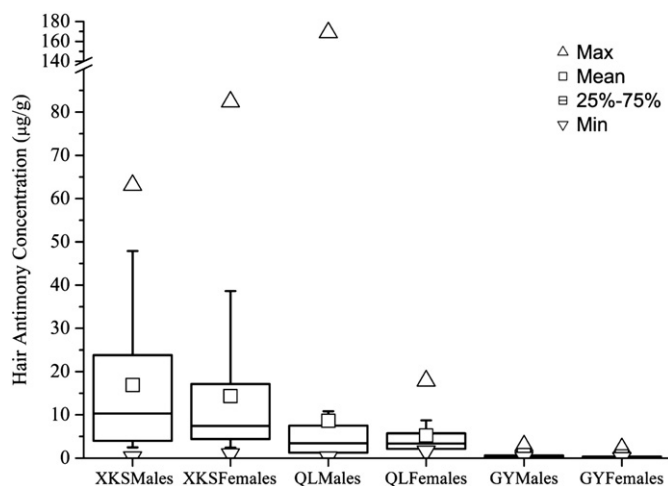 180
160
140
80
70
60
50
40
30
20
10
0
Hair Antimony Concentration (μg/g)
Max
Mean
25%-75%
Min
XKSMales XKSFemales QLMales QLFemales GYMales GYFemales